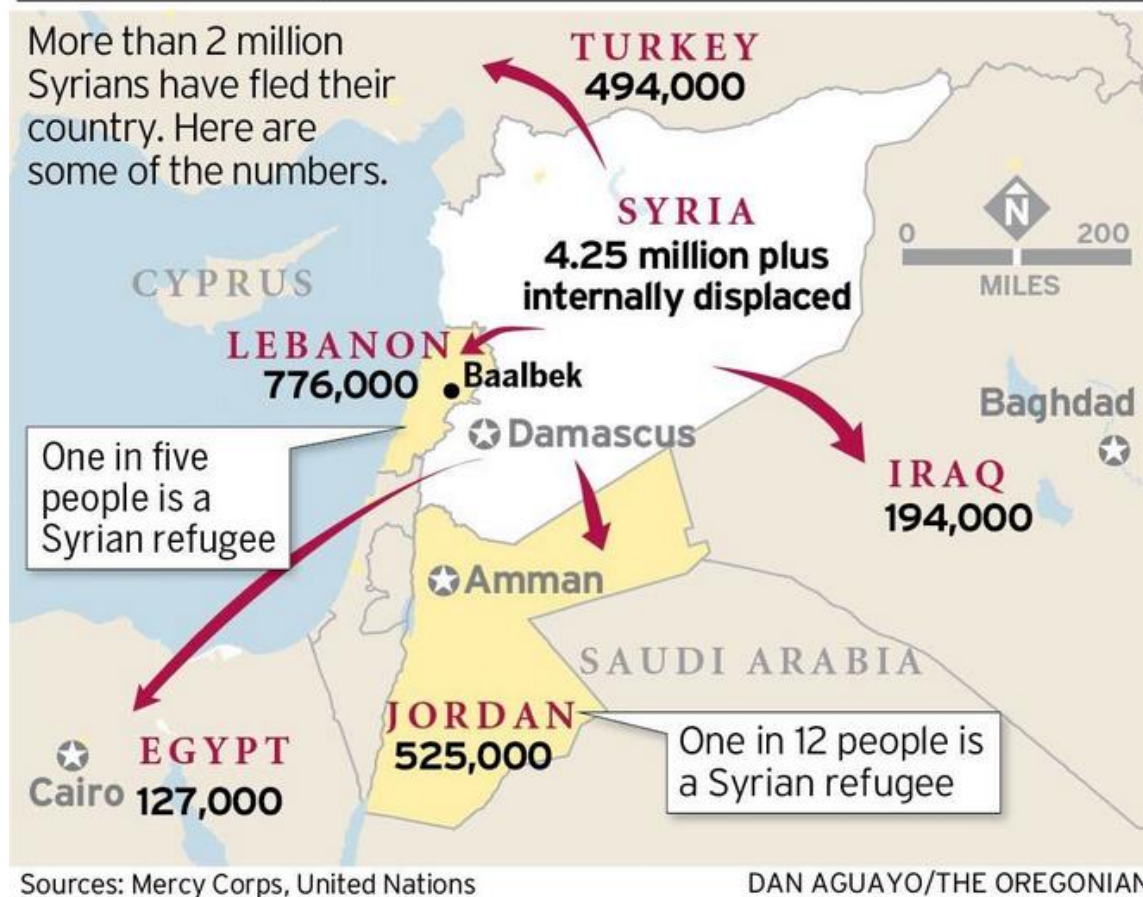 More than 2 million
Syrians have fled their
country. Here are
some of the numbers.
TURKEY
494,000
SYRIA
4.25 million plus
internally displaced
N
0 200
MILES
CYPRUS
LEBANON
776,000
Baalbek
Damascus
Baghdad
One in five
people is a
Syrian refugee
IRAQ
194,000
Amman
SAUDI ARABIA
JORDAN
525,000
One in 12 people is
a Syrian refugee
EGYPT
Cairo 127,000
Sources: Mercy Corps, United Nations
DAN AGUAYO/THE OREGONIAN